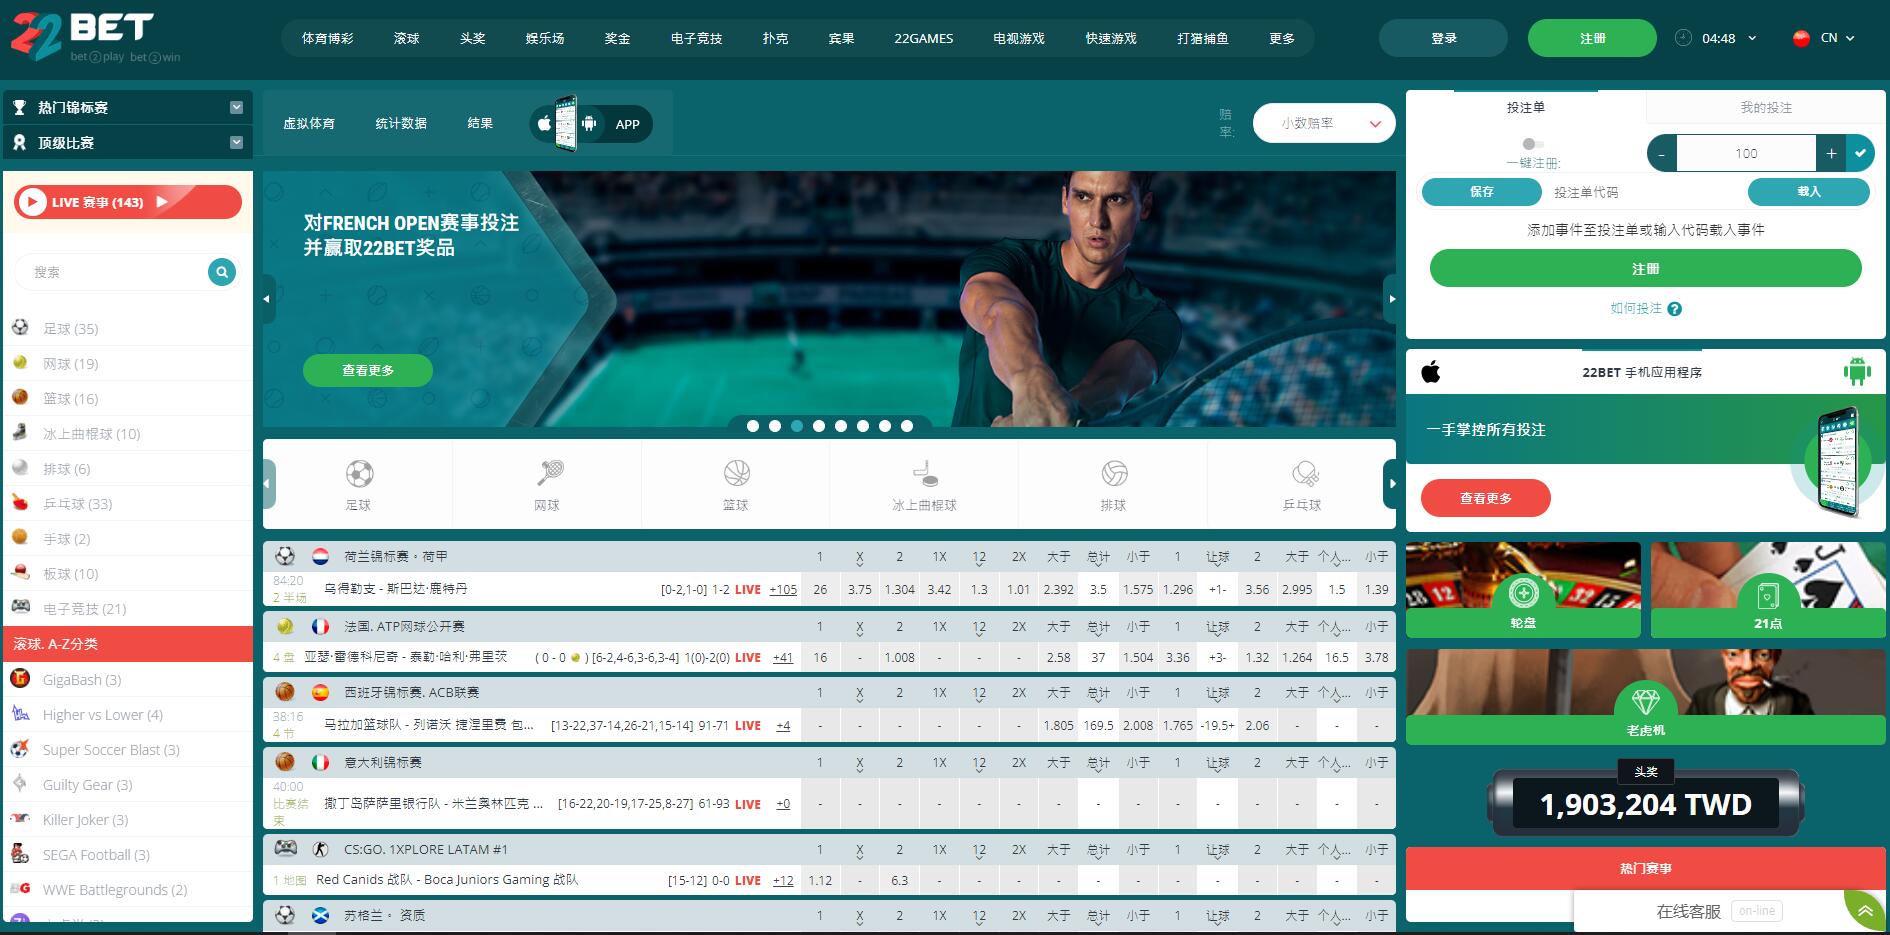 22 BET
bet 2 play bet 2 win
体育博彩 滚球 头奖 娱乐场 奖金 电子竞技 扑克 宾果 22GAMES 电视游戏 快速游戏 打猎捕鱼 更多
登录 注册 04:48 CN
热门锦标赛
顶级比赛
LIVE 赛事 (143)
搜索
足球 (35)
网球 (19)
篮球 (16)
冰上曲棍球 (10)
排球 (6)
乒乓球 (33)
手球 (2)
板球 (10)
电子竞技 (21)
滚球. A-Z分类
GigaBash (3)
Higher vs Lower (4)
Super Soccer Blast (3)
Guilty Gear (3)
Killer Joker (3)
SEGA Football (3)
WWE Battlegrounds (2)
虚拟体育 统计数据 结果 APP
赔率: 小数赔率
对FRENCH OPEN赛事投注
并赢取22BET奖品
查看更多
足球 网球 篮球 冰上曲棍球 排球 乒乓球
荷兰锦标赛。荷甲 1 X 2 1X 12 2X 大于 总计 小于 1 让球 2 大于 个人... 小于
84:20
2 半场 乌得勒支 - 斯巴达·鹿特丹 [0-2,1-0] 1-2 LIVE +105 26 3.75 1.304 3.42 1.3 1.01 2.392 3.5 1.575 1.296 +1- 3.56 2.995 1.5 1.39
法国. ATP网球公开赛 1 X 2 1X 12 2X 大于 总计 小于 1 让球 2 大于 个人... 小于
4 盘 亚瑟·雷德科尼奇 - 泰勒·哈利·弗里茨 ( 0 - 0 ) [6-2,4-6,3-6,3-4] 1(0)-2(0) LIVE +41 16 - 1.008 - - - 2.58 37 1.504 3.36 +3- 1.32 1.264 16.5 3.78
西班牙锦标赛. ACB联赛 1 X 2 1X 12 2X 大于 总计 小于 1 让球 2 大于 个人... 小于
38:16
4 节 马拉加篮球队 - 列诺沃 捷涅里费 包... [13-22,37-14,26-21,15-14] 91-71 LIVE +4 - - - - - - 1.805 169.5 2.008 1.765 -19.5+ 2.06 - - -
意大利锦标赛 1 X 2 1X 12 2X 大于 总计 小于 1 让球 2 大于 个人... 小于
40:00
比赛结束 撒丁岛萨萨里银行队 - 米兰奥林匹克 ... [16-22,20-19,17-25,8-27] 61-93 LIVE +0 - - - - - - - - - - - - - - -
CS:GO. 1XPLORE LATAM #1 1 X 2 1X 12 2X 大于 总计 小于 1 让球 2 大于 个人... 小于
1 地图 Red Canids 战队 - Boca Juniors Gaming 战队 [15-12] 0-0 LIVE +12 1.12 - 6.3 - - - - - - - - - - - -
苏格兰。 资质 1 X 2 1X 12 2X 大于 总计 小于 1 让球 2 大于 个人... 小于
投注单 我的投注
一键注册: - 100 +
保存 投注单代码 载入
添加事件至投注单或输入代码载入事件
注册
如何投注 ?
22BET 手机应用程序
一手掌控所有投注
查看更多
轮盘 21点
老虎机
头奖
1,903,204 TWD
热门赛事
在线客服 on-line